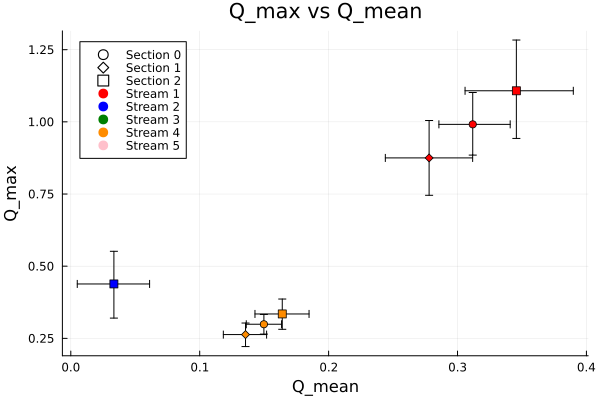 Q_max vs Q_mean
Q_max
1.25
1.00
0.75
0.50
0.25
Section 0
Section 1
Section 2
Stream 1
Stream 2
Stream 3
Stream 4
Stream 5
0.0 0.1 0.2 0.3 0.4
Q_mean